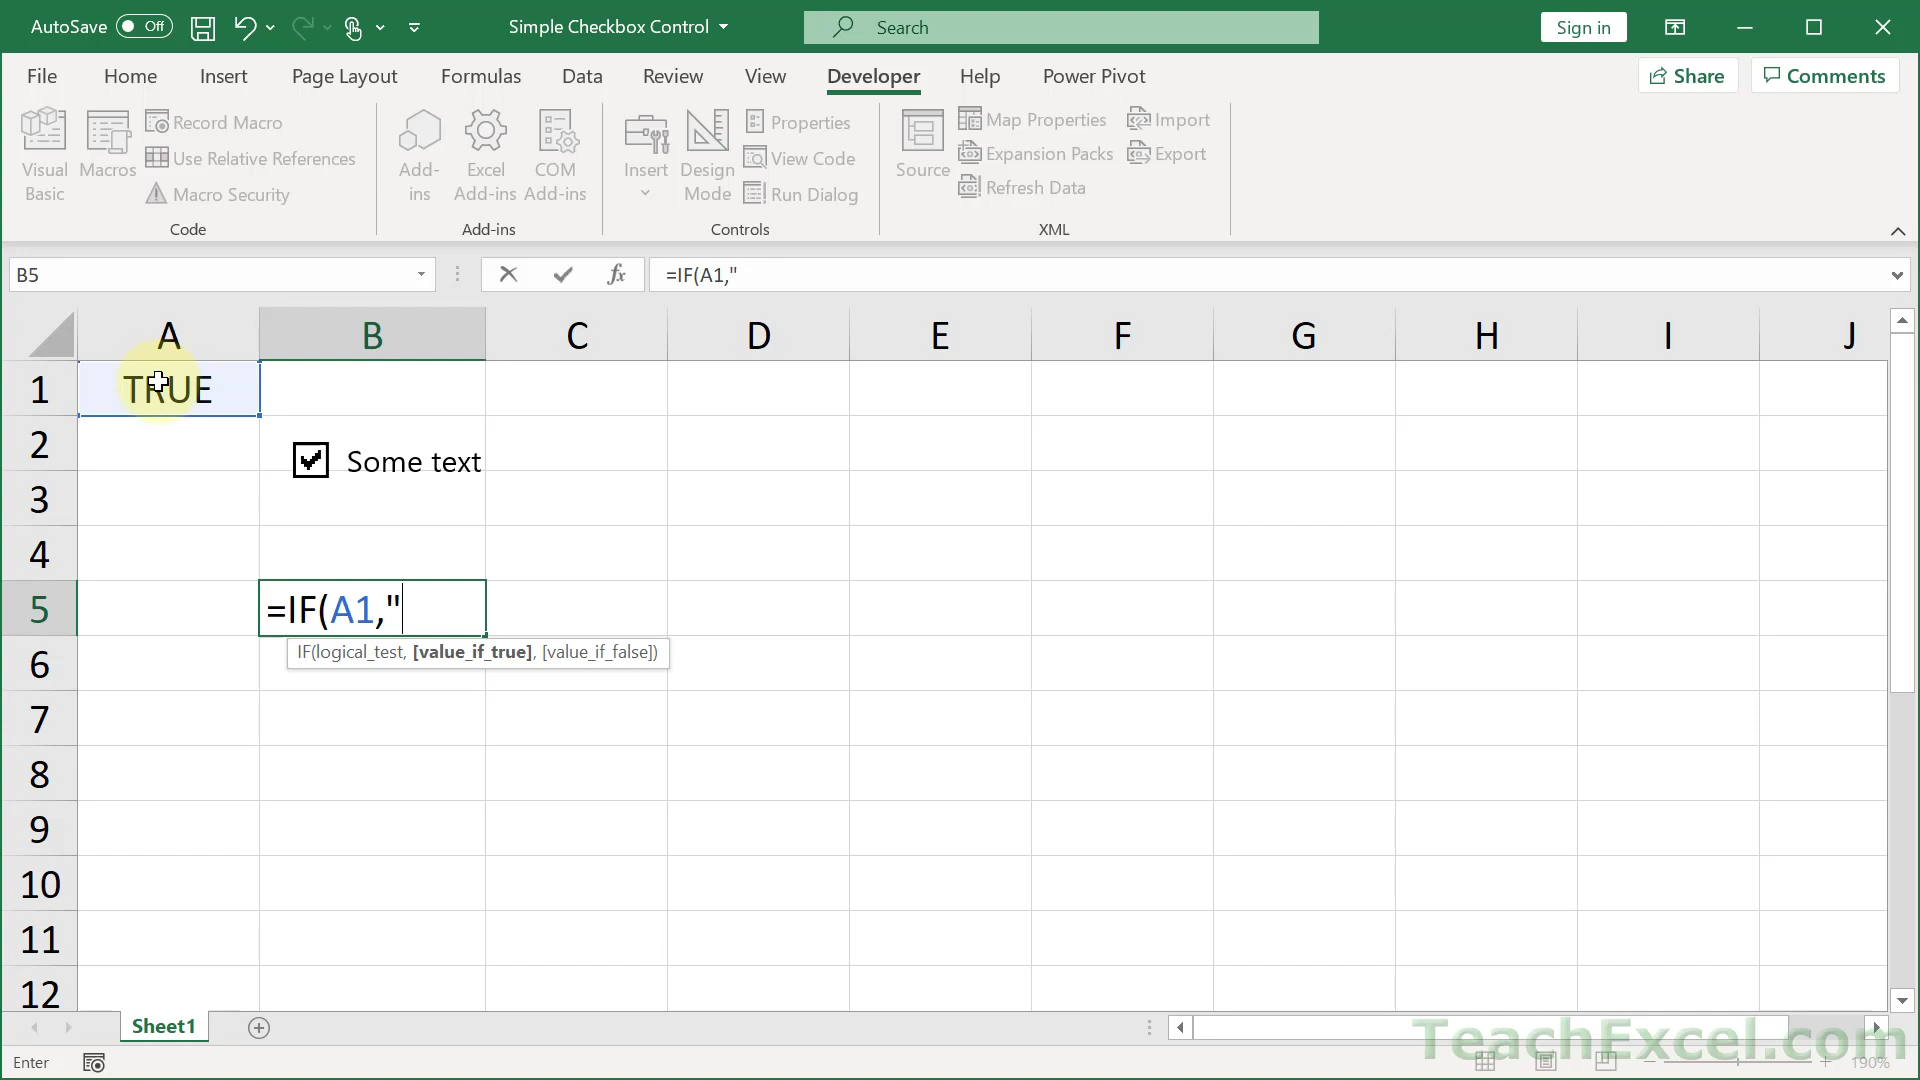 AutoSave Off Simple Checkbox Control Search Sign in
File Home Insert Page Layout Formulas Data Review View Developer Help Power Pivot Share Comments
Visual Basic
Macros
Record Macro
Use Relative References
Macro Security
Code
Add-ins
Excel Add-ins
COM Add-ins
Add-ins
Insert
Design Mode
Properties
View Code
Run Dialog
Controls
Source
Map Properties
Expansion Packs
Refresh Data
Import
Export
XML
B5 fx =IF(A1,"
A B C D E F G H I J
1 TRUE
2
Some text
3
4
5 =IF(A1,"
IF(logical_test, [value_if_true], [value_if_false])
6
7
8
9
10
11
12
Sheet1
TeachExcel.com
Enter 190%